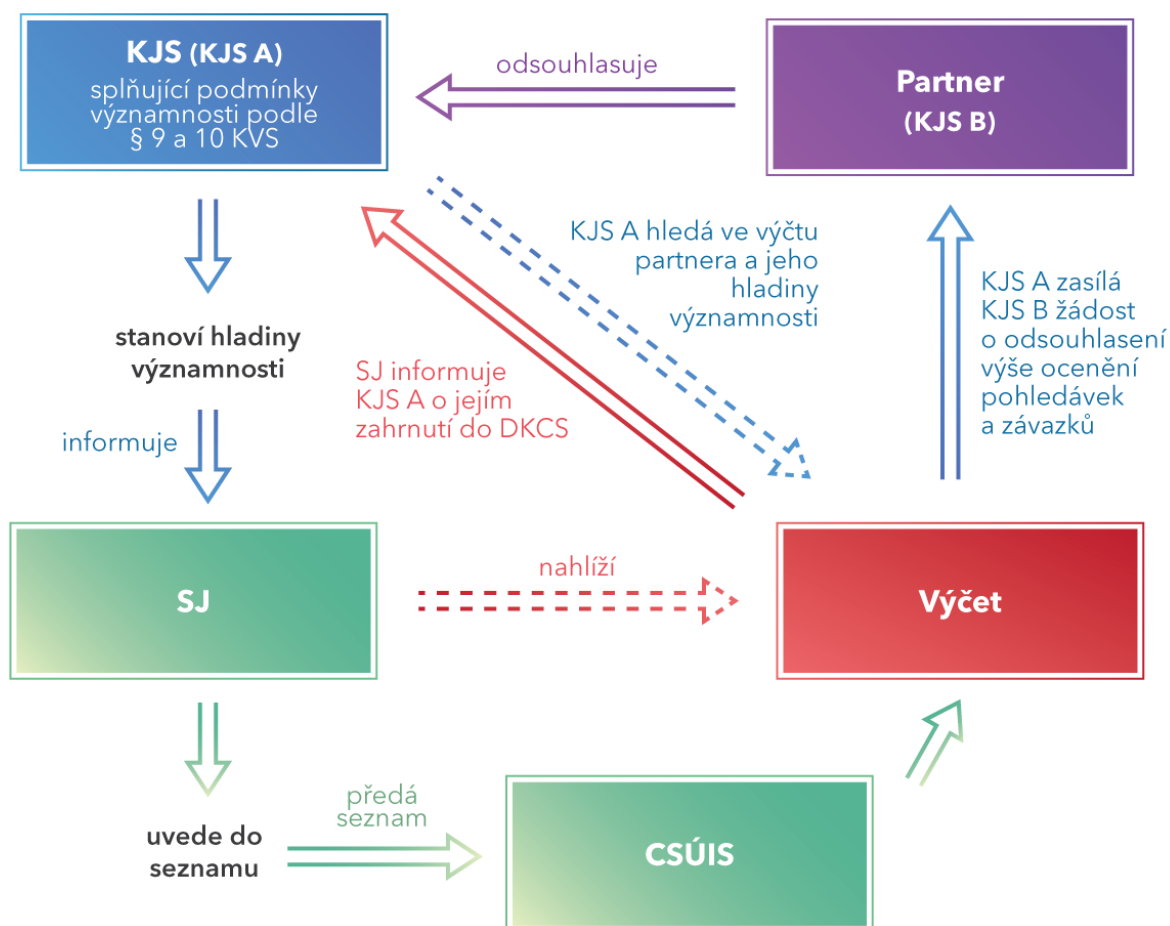 KJS (KJS A)
splňující podmínky
významnosti podle
§ 9 a 10 KVS
odsouhlasuje
Partner
(KJS B)
KJS A hledá ve výčtu
partnera a jeho
hladiny
významnosti
KJS A zasílá
KJS B žádost
o odsouhlasení
výše ocenění
pohledávek
a závazků
stanoví hladiny
významnosti
SJ informuje
KJS A o jejím
zahrnutí do DKCS
informuje
SJ
nahlíží
Výčet
předá
seznam
uvede do
seznamu
CSÚIS